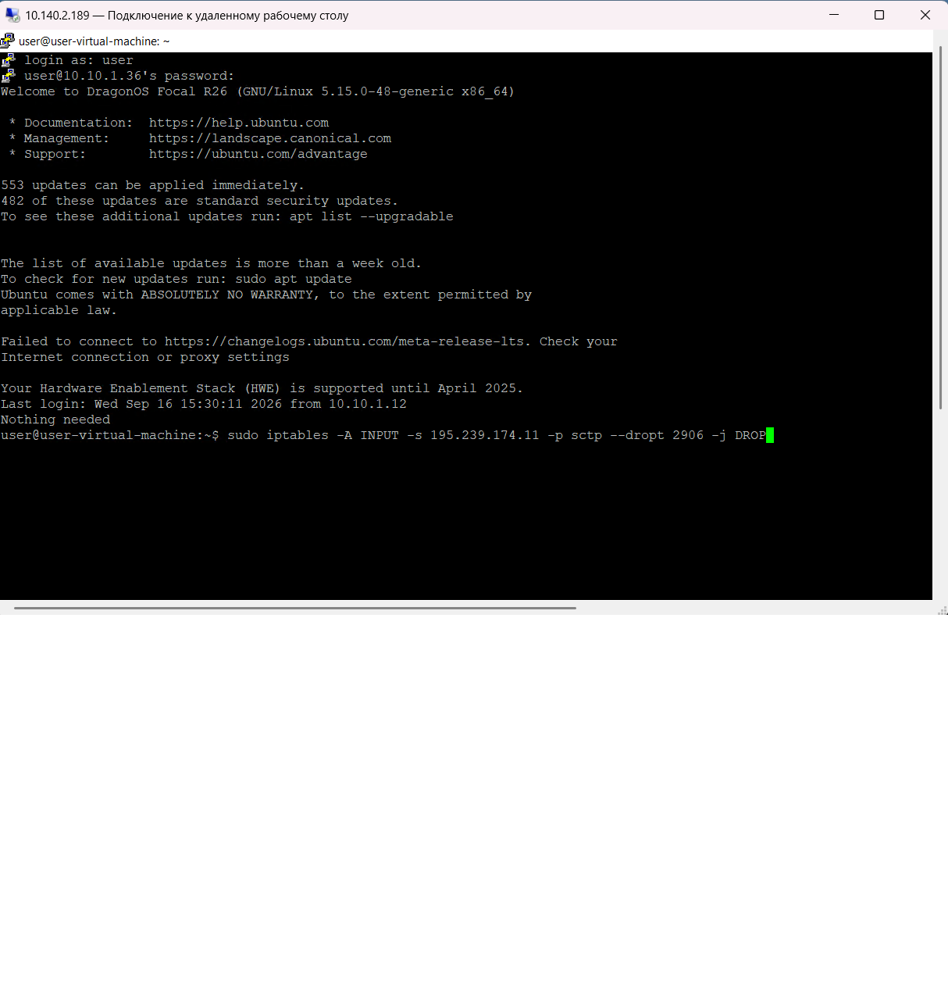 10.140.2.189 — Подключение к удаленному рабочему столу
user@user-virtual-machine: ~
login as: user
user@10.10.1.36's password:
Welcome to DragonOS Focal R26 (GNU/Linux 5.15.0-48-generic x86_64)
* Documentation:  https://help.ubuntu.com
* Management:     https://landscape.canonical.com
* Support:        https://ubuntu.com/advantage
553 updates can be applied immediately.
482 of these updates are standard security updates.
To see these additional updates run: apt list --upgradable
The list of available updates is more than a week old.
To check for new updates run: sudo apt update
Ubuntu comes with ABSOLUTELY NO WARRANTY, to the extent permitted by
applicable law.
Failed to connect to https://changelogs.ubuntu.com/meta-release-lts. Check your
Internet connection or proxy settings
Your Hardware Enablement Stack (HWE) is supported until April 2025.
Last login: Wed Sep 16 15:30:11 2026 from 10.10.1.12
Nothing needed
user@user-virtual-machine:~$ sudo iptables -A INPUT -s 195.239.174.11 -p sctp --dropt 2906 -j DROP